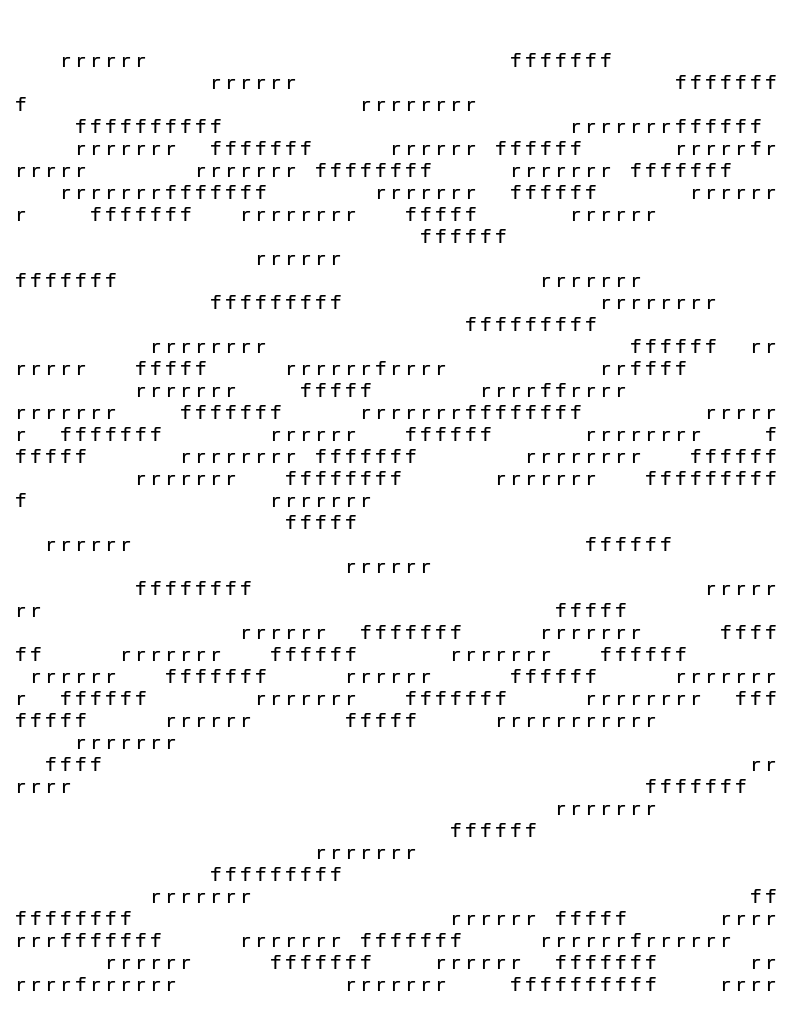 rrrrrr                        fffffff
             rrrrrr                         fffffff
f                      rrrrrrrr
    ffffffffff                       rrrrrrrffffff
    rrrrrrr  fffffff     rrrrrr ffffff      rrrrrfr
rrrrr       rrrrrrr ffffffff     rrrrrrr fffffff
   rrrrrrrfffffff       rrrrrrr  ffffff      rrrrrr
r    fffffff   rrrrrrrr   fffff      rrrrrr
                           ffffff
                rrrrrr
fffffff                            rrrrrrr
             fffffffff                 rrrrrrrr
                              fffffffff
         rrrrrrrr                        ffffff  rr
rrrrr   fffff     rrrrrrfrrrr          rrffff
        rrrrrrr    fffff       rrrrffrrrr
rrrrrrr    fffffff     rrrrrrrffffffff        rrrrr
r  fffffff       rrrrrr   ffffff      rrrrrrrr    f
fffff      rrrrrrrr fffffff       rrrrrrrr   ffffff
        rrrrrrr   ffffffff      rrrrrrr   fffffffff
f                rrrrrrr
                  fffff
  rrrrrr                              ffffff
                      rrrrrr
        ffffffff                              rrrrr
rr                                  fffff
               rrrrrr  fffffff     rrrrrrr     ffff
ff     rrrrrrr   ffffff      rrrrrrr   ffffff
 rrrrrr   fffffff     rrrrrr     ffffff     rrrrrrr
r  ffffff       rrrrrrr   fffffff     rrrrrrrr  fff
fffff     rrrrrr      fffff     rrrrrrrrrrr
    rrrrrrr
  ffff                                           rr
rrrr                                      fffffff
                                    rrrrrrr
                             ffffff
                    rrrrrrr
             fffffffff
         rrrrrrr                                 ff
ffffffff                     rrrrrr fffff      rrrr
rrrfffffff     rrrrrrr fffffff     rrrrrrfrrrrrr
      rrrrrr     fffffff    rrrrrr  fffffff      rr
rrrrfrrrrrr           rrrrrrr    ffffffffff    rrrr